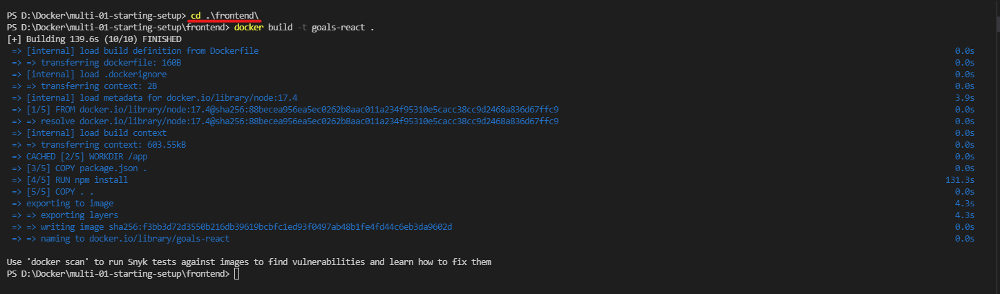 PS D:\Docker\multi-01-starting-setup> cd .\frontend\
PS D:\Docker\multi-01-starting-setup\frontend> docker build -t goals-react .
[+] Building 139.6s (10/10) FINISHED
=> [internal] load build definition from Dockerfile 0.0s
=> => transferring dockerfile: 160B 0.0s
=> [internal] load .dockerignore 0.0s
=> => transferring context: 2B 0.0s
=> [internal] load metadata for docker.io/library/node:17.4 3.9s
=> [1/5] FROM docker.io/library/node:17.4@sha256:88becea956ea5ec0262b8aac011a234f95310e5cacc38cc9d2468a836d67ffc9 0.0s
=> => resolve docker.io/library/node:17.4@sha256:88becea956ea5ec0262b8aac011a234f95310e5cacc38cc9d2468a836d67ffc9 0.0s
=> [internal] load build context 0.0s
=> => transferring context: 603.55kB 0.0s
=> CACHED [2/5] WORKDIR /app 0.0s
=> [3/5] COPY package.json . 0.0s
=> [4/5] RUN npm install 131.3s
=> [5/5] COPY . . 0.0s
=> exporting to image 4.3s
=> => exporting layers 4.3s
=> => writing image sha256:f3bb3d72d3550b216db39619bcbfc1ed93f0497ab48b1fe4fd44c6eb3da9602d 0.0s
=> => naming to docker.io/library/goals-react 0.0s
Use 'docker scan' to run Snyk tests against images to find vulnerabilities and learn how to fix them
PS D:\Docker\multi-01-starting-setup\frontend>